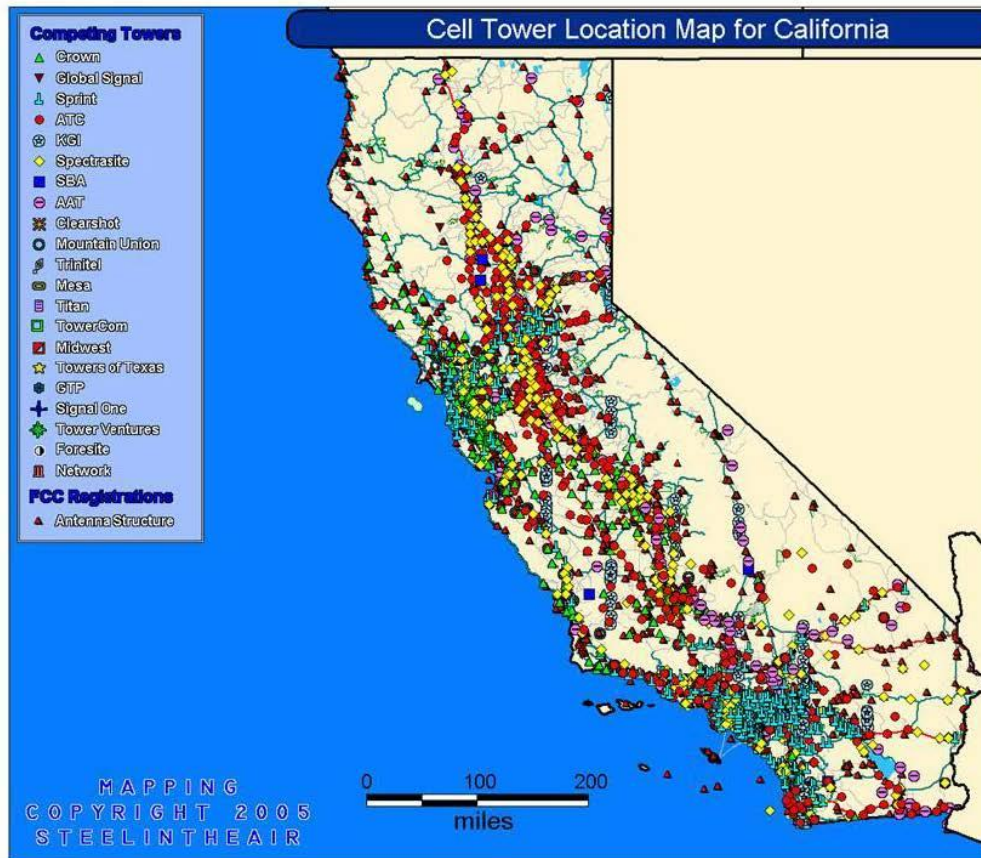 Cell Tower Location Map for California
Competing Towers
Crown
Global Signal
Sprint
ATC
KGI
Spectrasite
SBA
AAT
Clearshot
Mountain Union
Trinitel
Mesa
Titan
TowerCom
Midwest
Towers of Texas
GTP
Signal One
Tower Ventures
Foresite
Network
FCC Registrations
Antenna Structure
0 100 200
miles
MAPPING
COPYRIGHT 2005
STEELINTHEAIR